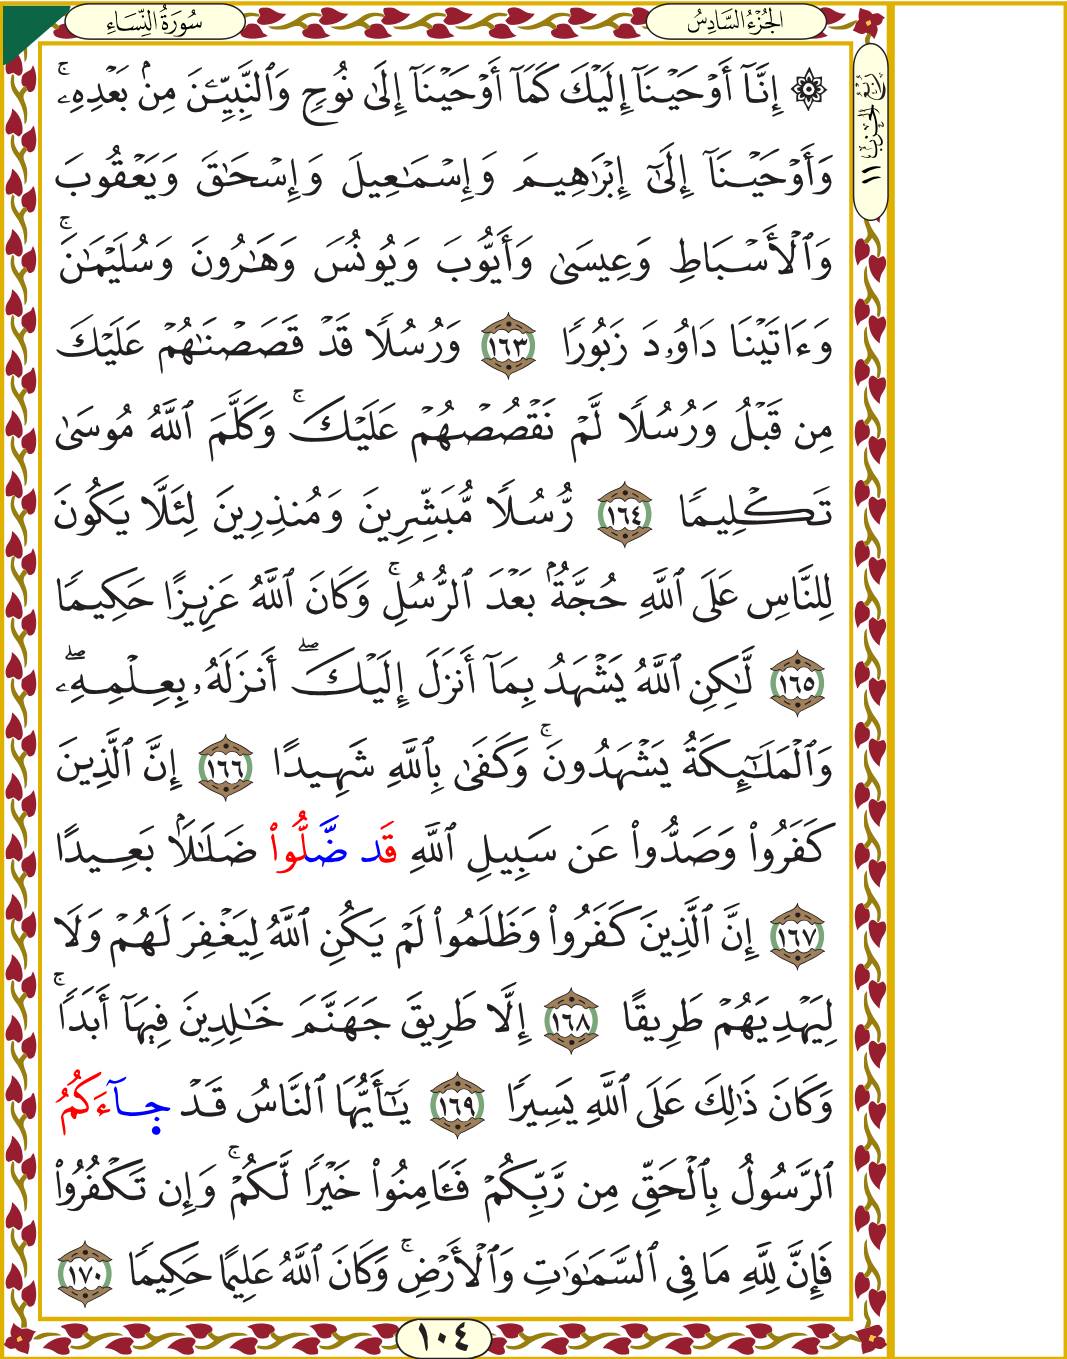 سُورَةُ النِّسَاءِ
الجُزْءُ السَّادِسُ
رُبْعُ الحِزْبِ ١١
۞ إِنَّآ أَوْحَيْنَآ إِلَيْكَ كَمَآ أَوْحَيْنَآ إِلَىٰ نُوحٍ وَٱلنَّبِيِّـۧنَ مِنۢ بَعْدِهِۦۚ
وَأَوْحَيْنَآ إِلَىٰٓ إِبْرَٰهِيمَ وَإِسْمَـٰعِيلَ وَإِسْحَـٰقَ وَيَعْقُوبَ
وَٱلْأَسْبَاطِ وَعِيسَىٰ وَأَيُّوبَ وَيُونُسَ وَهَـٰرُونَ وَسُلَيْمَـٰنَۚ
وَءَاتَيْنَا دَاوُۥدَ زَبُورًا ١٦٣ وَرُسُلًا قَدْ قَصَصْنَـٰهُمْ عَلَيْكَ
مِن قَبْلُ وَرُسُلًا لَّمْ نَقْصُصْهُمْ عَلَيْكَۚ وَكَلَّمَ ٱللَّهُ مُوسَىٰ
تَكْلِيمًا ١٦٤ رُّسُلًا مُّبَشِّرِينَ وَمُنذِرِينَ لِئَلَّا يَكُونَ
لِلنَّاسِ عَلَى ٱللَّهِ حُجَّةٌۢ بَعْدَ ٱلرُّسُلِۚ وَكَانَ ٱللَّهُ عَزِيزًا حَكِيمًا
١٦٥ لَّـٰكِنِ ٱللَّهُ يَشْهَدُ بِمَآ أَنزَلَ إِلَيْكَۖ أَنزَلَهُۥ بِعِلْمِهِۦۖ
وَٱلْمَلَـٰٓئِكَةُ يَشْهَدُونَۚ وَكَفَىٰ بِٱللَّهِ شَهِيدًا ١٦٦ إِنَّ ٱلَّذِينَ
كَفَرُوا۟ وَصَدُّوا۟ عَن سَبِيلِ ٱللَّهِ قَد ضَّلُّوا۟ ضَلَـٰلًۢا بَعِيدًا
١٦٧ إِنَّ ٱلَّذِينَ كَفَرُوا۟ وَظَلَمُوا۟ لَمْ يَكُنِ ٱللَّهُ لِيَغْفِرَ لَهُمْ وَلَا
لِيَهْدِيَهُمْ طَرِيقًا ١٦٨ إِلَّا طَرِيقَ جَهَنَّمَ خَـٰلِدِينَ فِيهَآ أَبَدًاۚ
وَكَانَ ذَٰلِكَ عَلَى ٱللَّهِ يَسِيرًا ١٦٩ يَـٰٓأَيُّهَا ٱلنَّاسُ قَدْ جَآءَكُمُ
ٱلرَّسُولُ بِٱلْحَقِّ مِن رَّبِّكُمْ فَـَٔامِنُوا۟ خَيْرًا لَّكُمْۚ وَإِن تَكْفُرُوا۟
فَإِنَّ لِلَّهِ مَا فِى ٱلسَّمَـٰوَٰتِ وَٱلْأَرْضِۚ وَكَانَ ٱللَّهُ عَلِيمًا حَكِيمًا ١٧٠
١٠٤